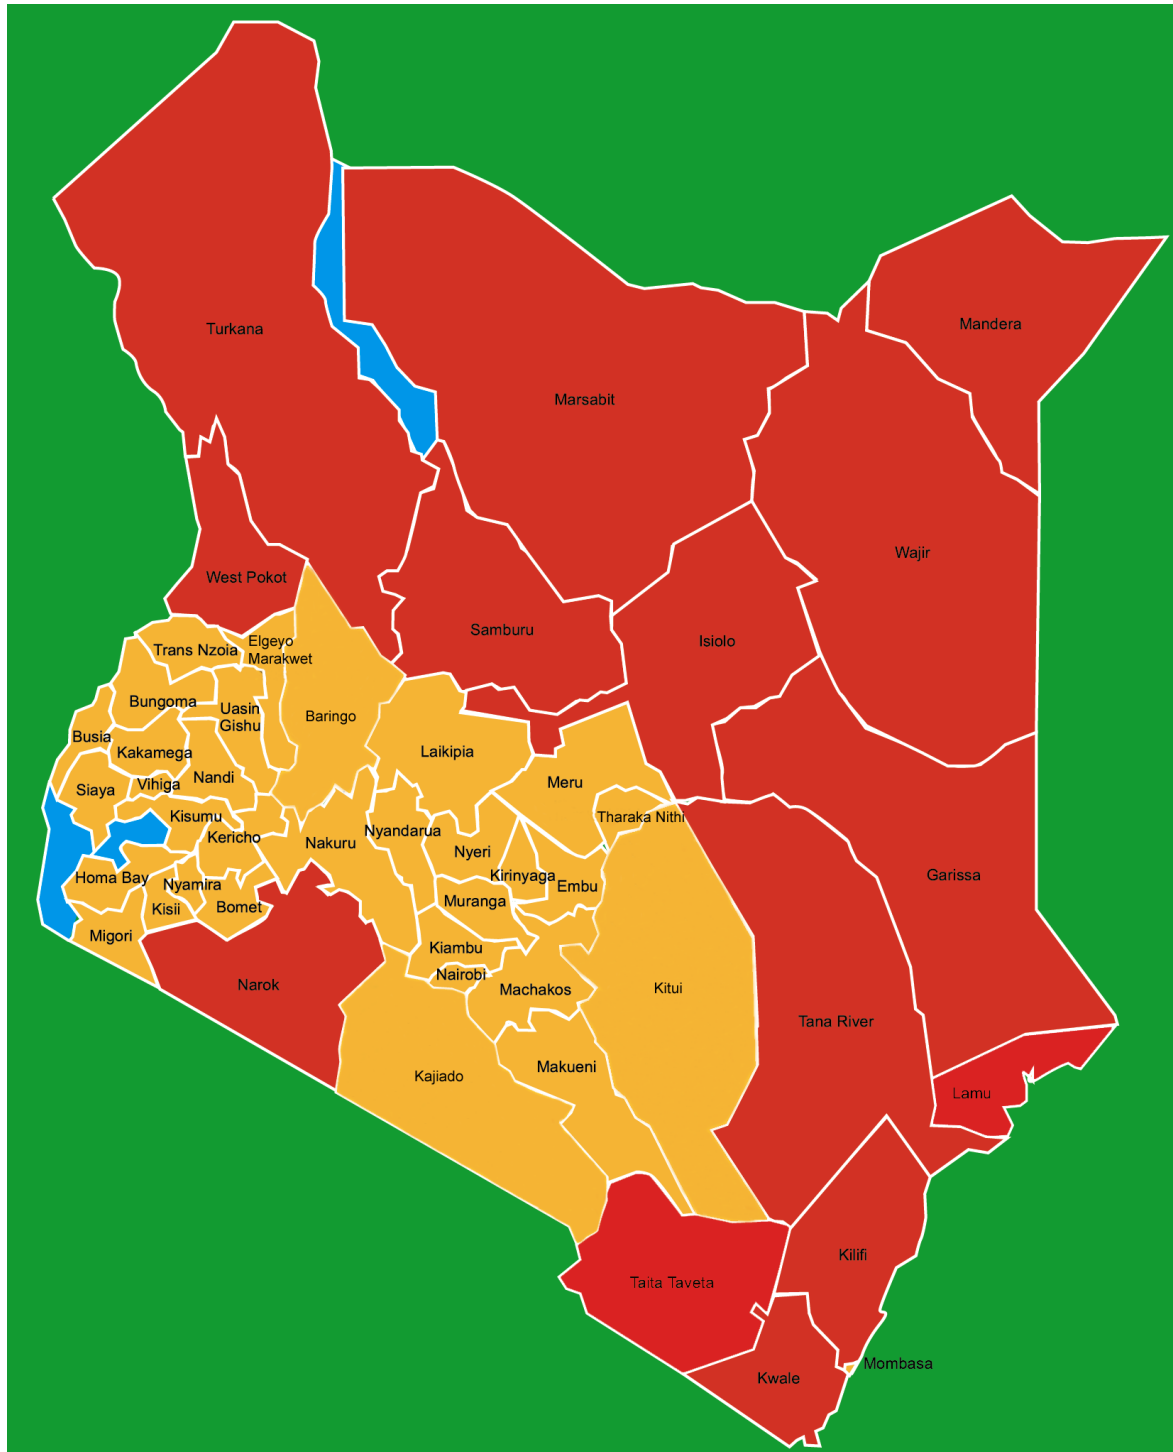 Turkana
Mandera
Marsabit
Wajir
West Pokot
Samburu
Isiolo
Elgeyo
Marakwet
Trans Nzoia
Bungoma
Uasin
Gishu
Baringo
Busia
Kakamega
Laikipia
Nandi
Vihiga
Siaya
Meru
Kisumu
Tharaka Nithi
Kericho
Nyandarua
Nakuru
Nyeri
Garissa
Homa Bay
Nyamira
Kirinyaga
Embu
Muranga
Kisii
Bomet
Migori
Kiambu
Nairobi
Narok
Machakos
Kitui
Tana River
Makueni
Kajiado
Lamu
Kilifi
Taita Taveta
Mombasa
Kwale